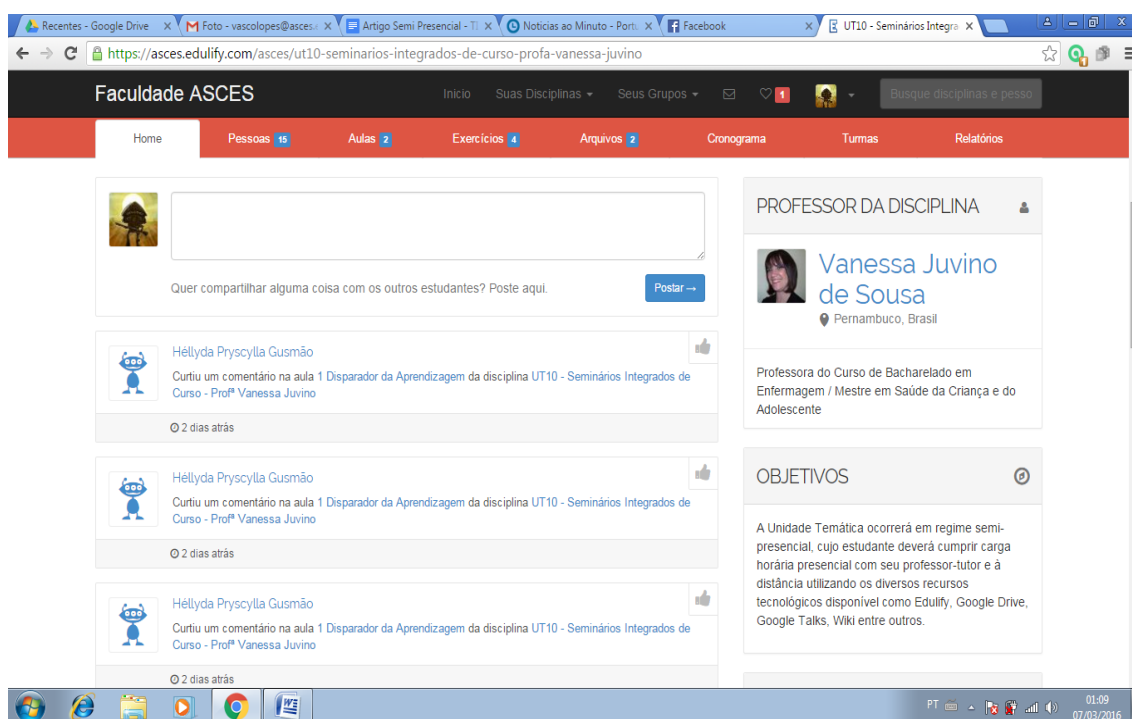 Recentes - Google Drive
Foto - vascolopes@asces.
Artigo Semi Presencial - T
Noticias ao Minuto - Port
Facebook
UT10 - Seminários Integra
https://asces.edulify.com/asces/ut10-seminarios-integrados-de-curso-profa-vanessa-juvino
Faculdade ASCES
Inicio
Suas Disciplinas
Seus Grupos
1
Busque disciplinas e pesso
Home
Pessoas 15
Aulas 2
Exercícios 4
Arquivos 2
Cronograma
Turmas
Relatórios
Quer compartilhar alguma coisa com os outros estudantes? Poste aqui.
Postar →
Héllyda Pryscylla Gusmão
Curtiu um comentário na aula 1 Disparador da Aprendizagem da disciplina UT10 - Seminários Integrados de
Curso - Profª Vanessa Juvino
2 dias atrás
Héllyda Pryscylla Gusmão
Curtiu um comentário na aula 1 Disparador da Aprendizagem da disciplina UT10 - Seminários Integrados de
Curso - Profª Vanessa Juvino
2 dias atrás
Héllyda Pryscylla Gusmão
Curtiu um comentário na aula 1 Disparador da Aprendizagem da disciplina UT10 - Seminários Integrados de
Curso - Profª Vanessa Juvino
2 dias atrás
PROFESSOR DA DISCIPLINA
Vanessa Juvino
de Sousa
Pernambuco, Brasil
Professora do Curso de Bacharelado em
Enfermagem / Mestre em Saúde da Criança e do
Adolescente
OBJETIVOS
A Unidade Temática ocorrerá em regime semi-
presencial, cujo estudante deverá cumprir carga
horária presencial com seu professor-tutor e à
distância utilizando os diversos recursos
tecnológicos disponível como Edulify, Google Drive,
Google Talks, Wiki entre outros.
PT
01:09
07/03/2016